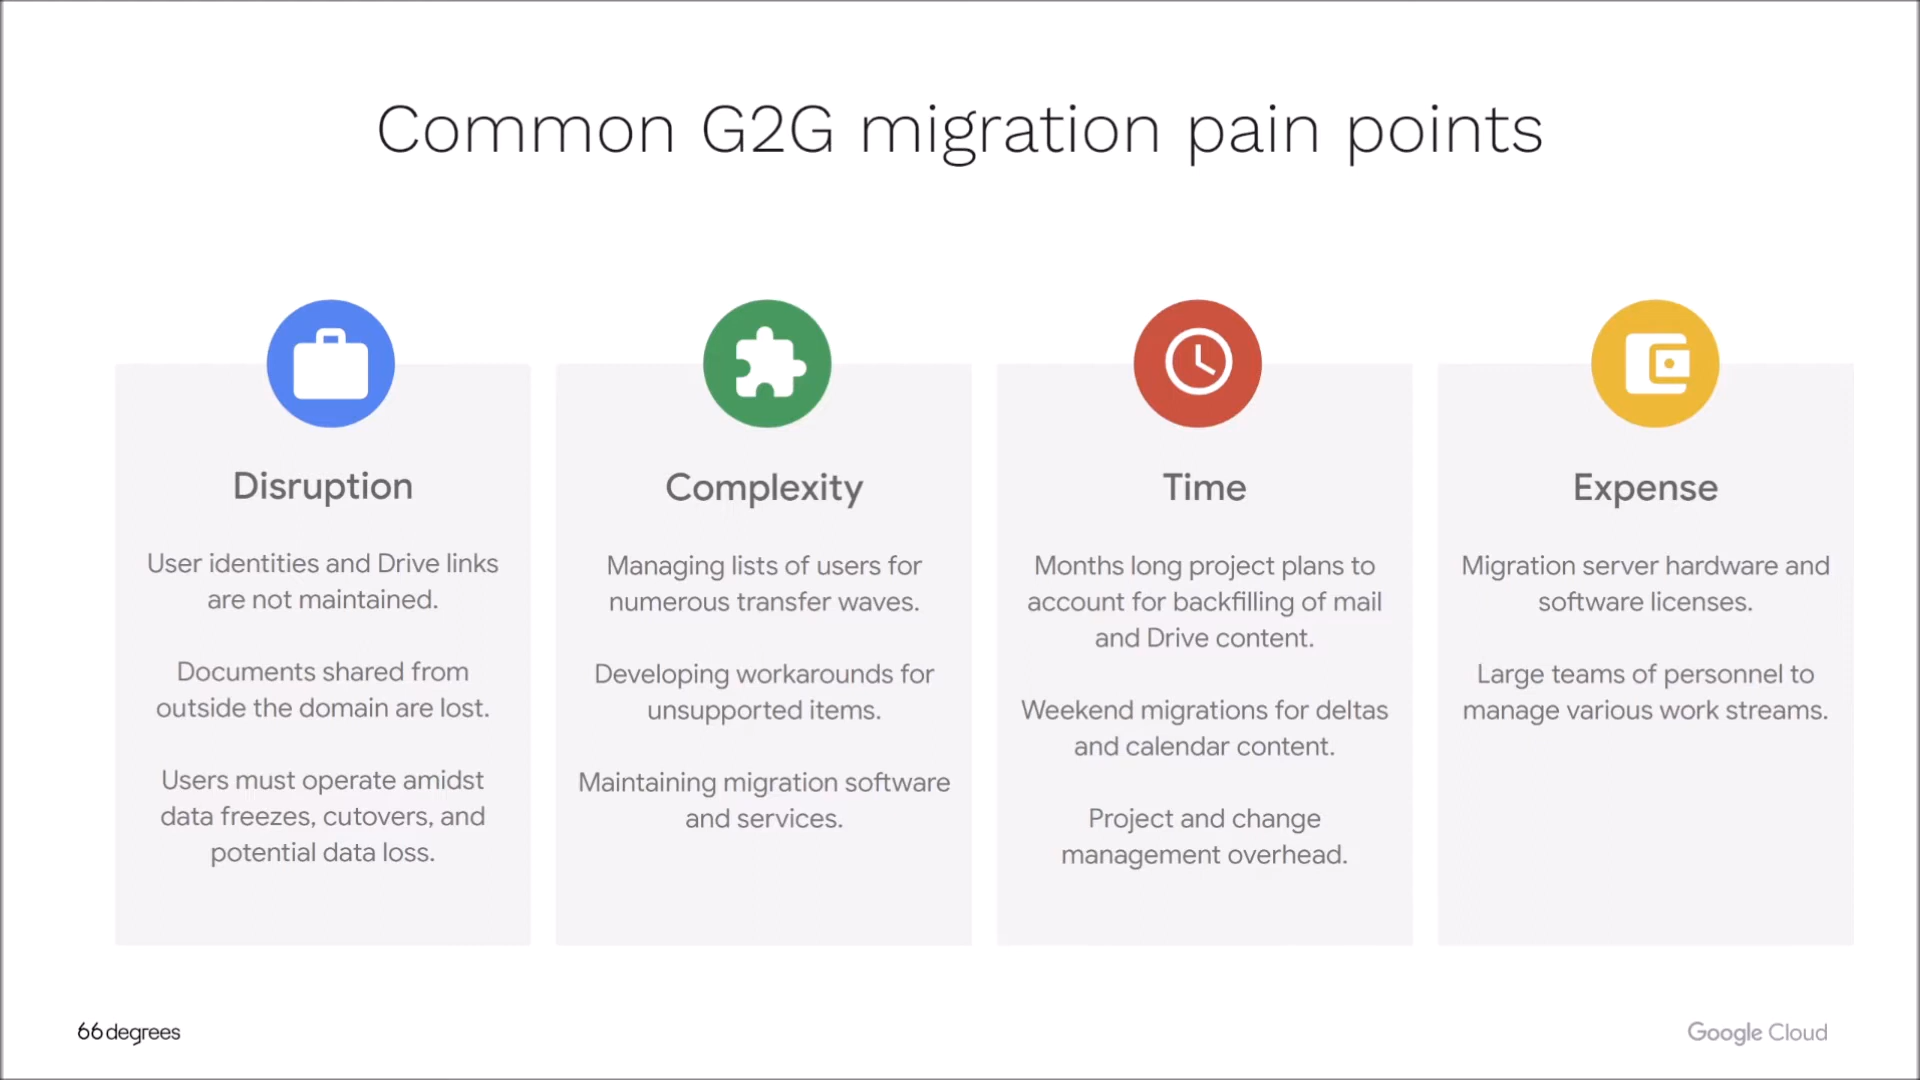 Common G2G migration pain points
Disruption
User identities and Drive links
are not maintained.
Documents shared from
outside the domain are lost.
Users must operate amidst
data freezes, cutovers, and
potential data loss.
Complexity
Managing lists of users for
numerous transfer waves.
Developing workarounds for
unsupported items.
Maintaining migration software
and services.
Time
Months long project plans to
account for backfilling of mail
and Drive content.
Weekend migrations for deltas
and calendar content.
Project and change
management overhead.
Expense
Migration server hardware and
software licenses.
Large teams of personnel to
manage various work streams.
66degrees
Google Cloud